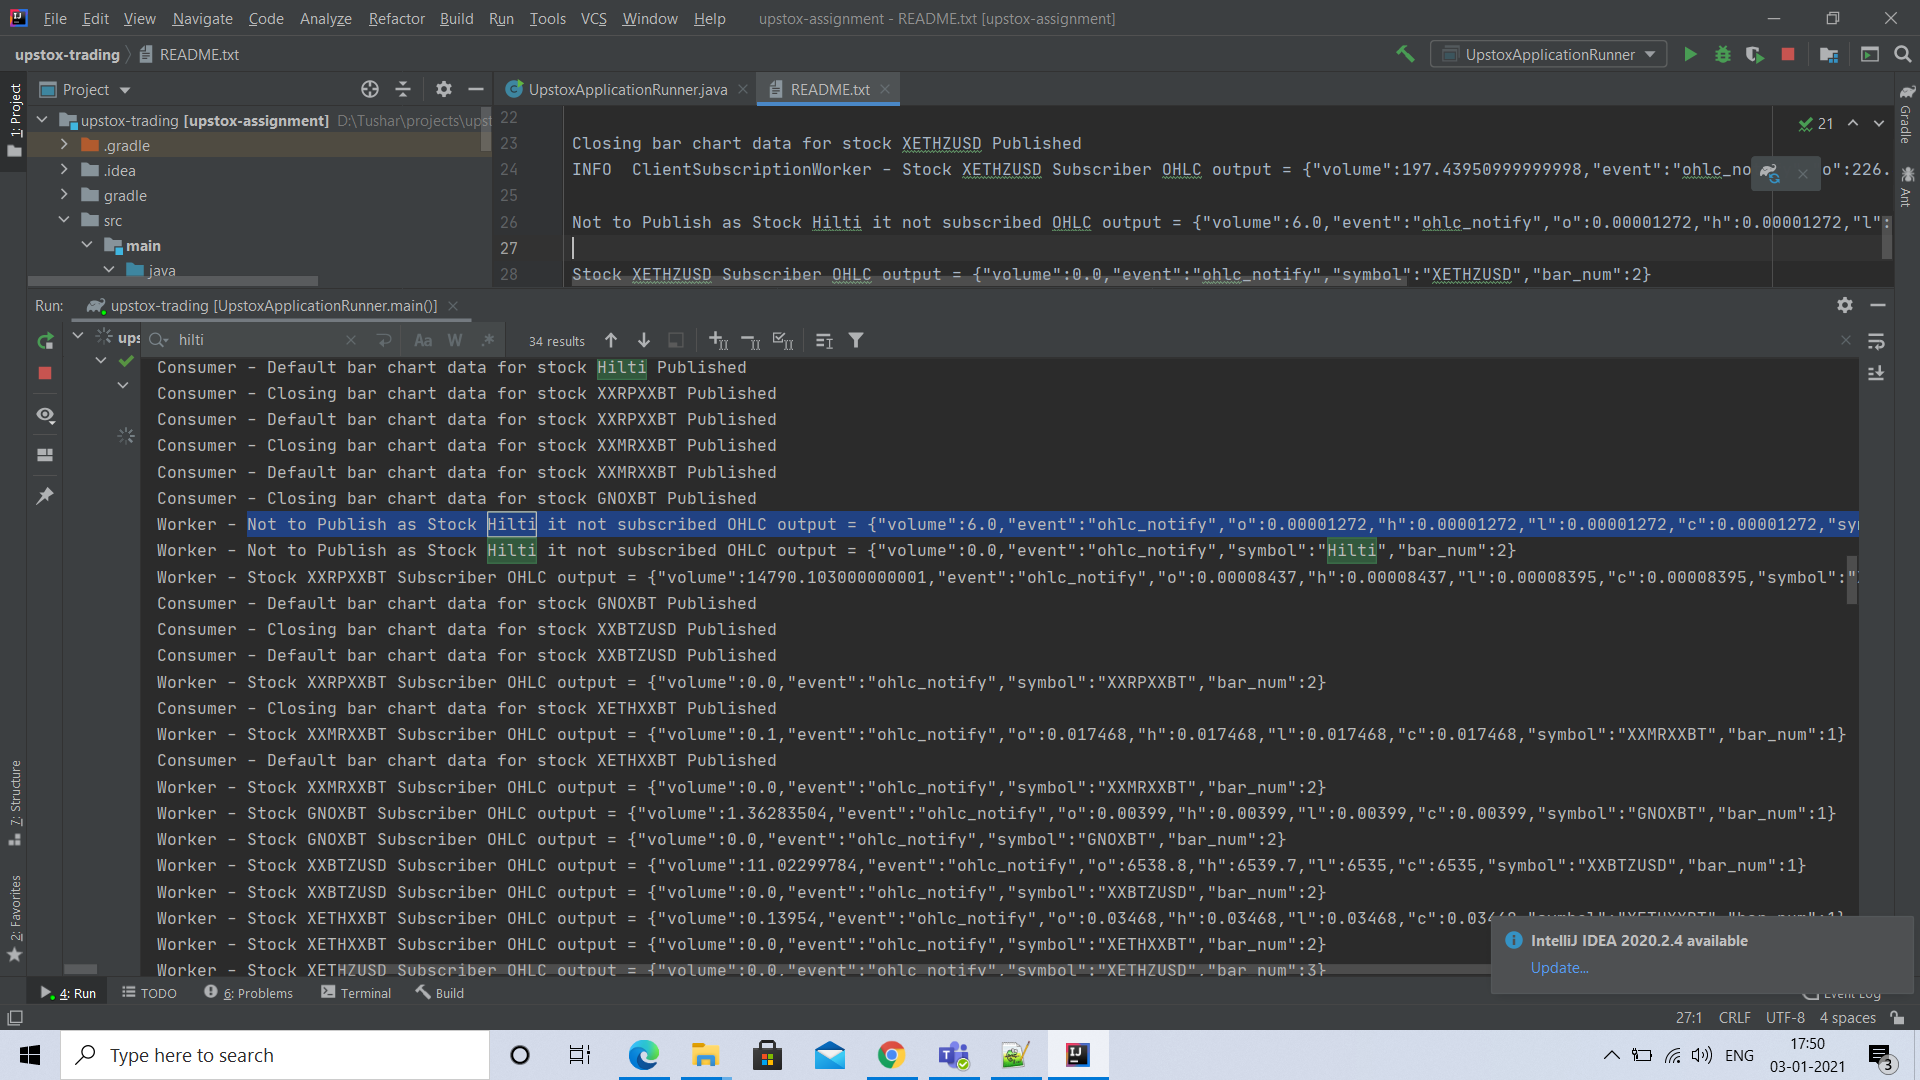 File Edit View Navigate Code Analyze Refactor Build Run Tools VCS Window Help upstox-assignment - README.txt [upstox-assignment]
upstox-trading README.txt UpstoxApplicationRunner
1: Project
Project
UpstoxApplicationRunner.java README.txt
upstox-trading [upstox-assignment] D:\Tushar\projects\upst
.gradle
.idea
gradle
src
main
java
22
23 Closing bar chart data for stock XETHZUSD Published
24 INFO ClientSubscriptionWorker - Stock XETHZUSD Subscriber OHLC output = {"volume":197.43950999999998,"event":"ohlc_no o":226.
25
26 Not to Publish as Stock Hilti it not subscribed OHLC output = {"volume":6.0,"event":"ohlc_notify","o":0.00001272,"h":0.00001272,"l":
27
28 Stock XETHZUSD Subscriber OHLC output = {"volume":0.0,"event":"ohlc_notify","symbol":"XETHZUSD","bar_num":2}
21
Gradle
Ant
Run: upstox-trading [UpstoxApplicationRunner.main()]
ups
hilti Aa W .* 34 results
Consumer - Default bar chart data for stock Hilti Published
Consumer - Closing bar chart data for stock XXRPXXBT Published
Consumer - Default bar chart data for stock XXRPXXBT Published
Consumer - Closing bar chart data for stock XXMRXXBT Published
Consumer - Default bar chart data for stock XXMRXXBT Published
Consumer - Closing bar chart data for stock GNOXBT Published
Worker - Not to Publish as Stock Hilti it not subscribed OHLC output = {"volume":6.0,"event":"ohlc_notify","o":0.00001272,"h":0.00001272,"l":0.00001272,"c":0.00001272,"sy
Worker - Not to Publish as Stock Hilti it not subscribed OHLC output = {"volume":0.0,"event":"ohlc_notify","symbol":"Hilti","bar_num":2}
Worker - Stock XXRPXXBT Subscriber OHLC output = {"volume":14790.103000000001,"event":"ohlc_notify","o":0.00008437,"h":0.00008437,"l":0.00008395,"c":0.00008395,"symbol":"
Consumer - Default bar chart data for stock GNOXBT Published
Consumer - Closing bar chart data for stock XXBTZUSD Published
Consumer - Default bar chart data for stock XXBTZUSD Published
Worker - Stock XXRPXXBT Subscriber OHLC output = {"volume":0.0,"event":"ohlc_notify","symbol":"XXRPXXBT","bar_num":2}
Consumer - Closing bar chart data for stock XETHXXBT Published
Worker - Stock XXMRXXBT Subscriber OHLC output = {"volume":0.1,"event":"ohlc_notify","o":0.017468,"h":0.017468,"l":0.017468,"c":0.017468,"symbol":"XXMRXXBT","bar_num":1}
Consumer - Default bar chart data for stock XETHXXBT Published
Worker - Stock XXMRXXBT Subscriber OHLC output = {"volume":0.0,"event":"ohlc_notify","symbol":"XXMRXXBT","bar_num":2}
Worker - Stock GNOXBT Subscriber OHLC output = {"volume":1.36283504,"event":"ohlc_notify","o":0.00399,"h":0.00399,"l":0.00399,"c":0.00399,"symbol":"GNOXBT","bar_num":1}
Worker - Stock GNOXBT Subscriber OHLC output = {"volume":0.0,"event":"ohlc_notify","symbol":"GNOXBT","bar_num":2}
Worker - Stock XXBTZUSD Subscriber OHLC output = {"volume":11.02299784,"event":"ohlc_notify","o":6538.8,"h":6539.7,"l":6535,"c":6535,"symbol":"XXBTZUSD","bar_num":1}
Worker - Stock XXBTZUSD Subscriber OHLC output = {"volume":0.0,"event":"ohlc_notify","symbol":"XXBTZUSD","bar_num":2}
Worker - Stock XETHXXBT Subscriber OHLC output = {"volume":0.13954,"event":"ohlc_notify","o":0.03468,"h":0.03468,"l":0.03468,"c":0.03468,"symbol":"XETHXXBT","bar_num":1}
Worker - Stock XETHXXBT Subscriber OHLC output = {"volume":0.0,"event":"ohlc_notify","symbol":"XETHXXBT","bar_num":2}
Worker - Stock XETHZUSD Subscriber OHLC output = {"volume":0.0,"event":"ohlc_notify","symbol":"XETHZUSD","bar_num":3}
7: Structure
2: Favorites
IntelliJ IDEA 2020.2.4 available
Update...
4: Run TODO 6: Problems Terminal Build Event Log
27:1 CRLF UTF-8 4 spaces
Type here to search
ENG
17:50
03-01-2021
3